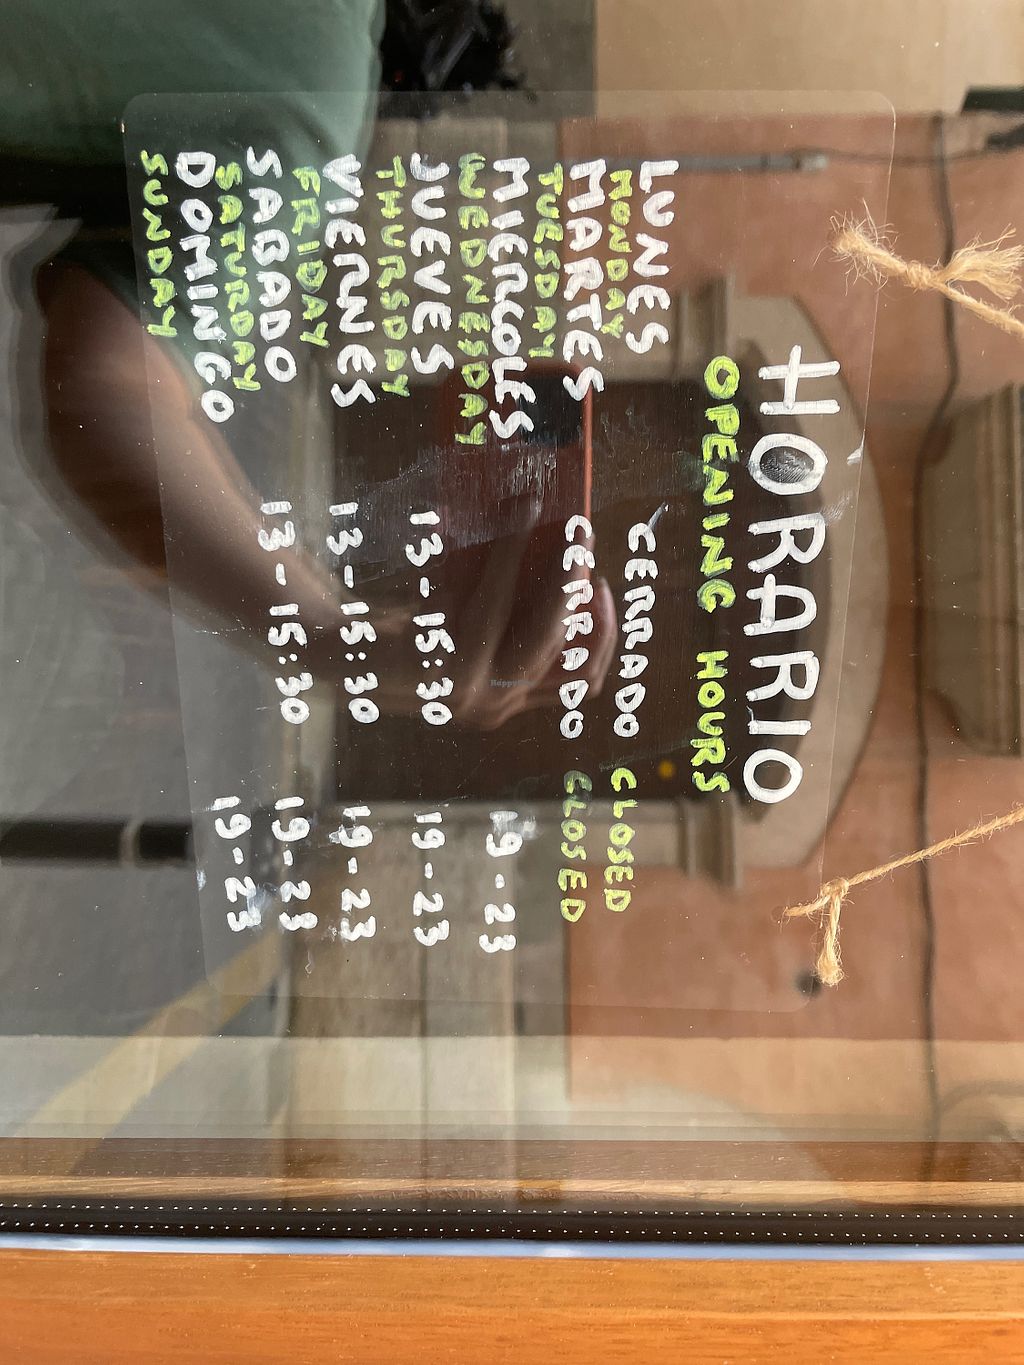 HORARIO
OPENING HOURS
LUNES CERRADO CLOSED
MONDAY
MARTES CERRADO CLOSED
TUESDAY
MIERCOLES 19-23
WEDNESDAY
JUEVES 13-15:30 19-23
THURSDAY
VIERNES 13-15:30 19-23
FRIDAY
SABADO 13-15:30 19-23
SATURDAY
DOMINGO 19-23
SUNDAY